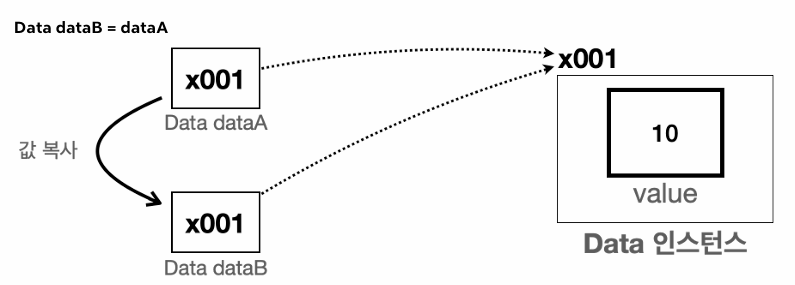 Data dataB = dataA
x001
Data dataA
값 복사
x001
Data dataB
x001
10
value
Data 인스턴스